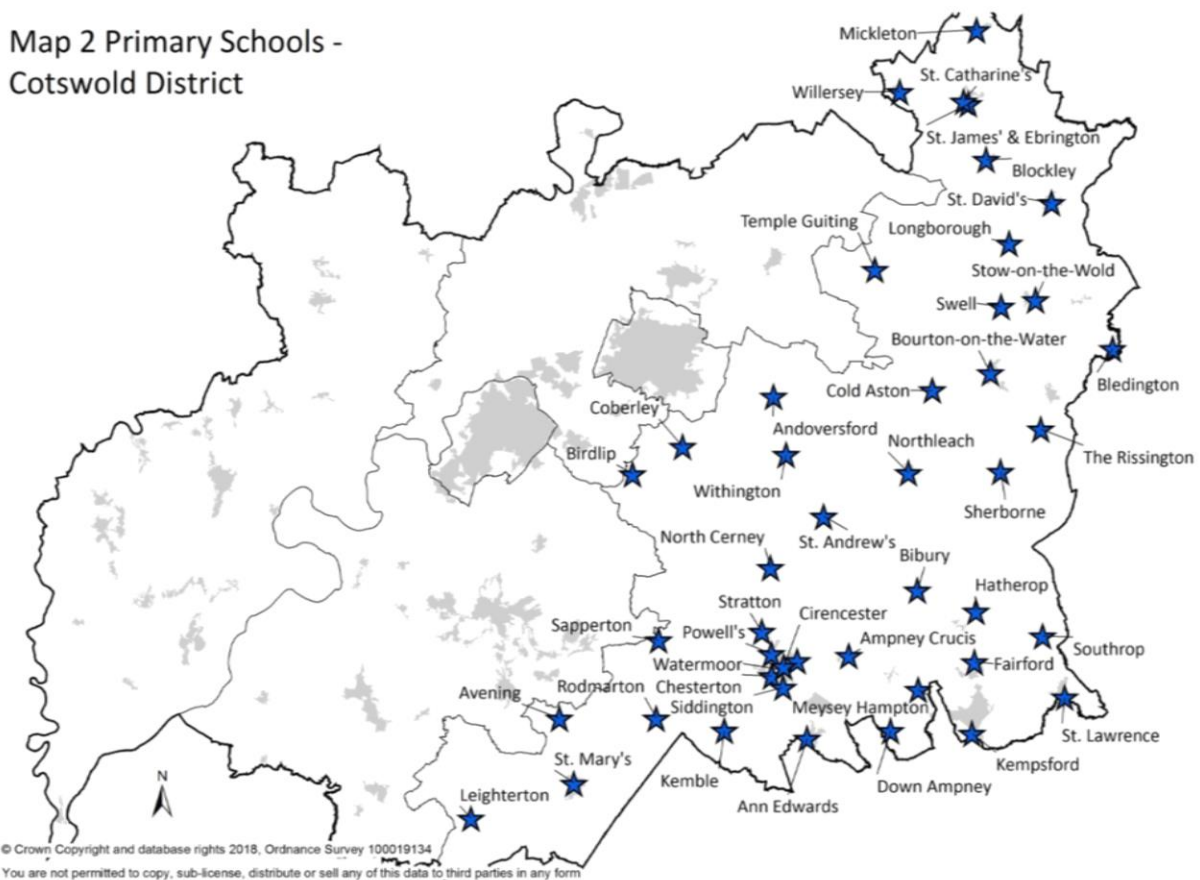 Map 2 Primary Schools -
Cotswold District
Mickleton
St. Catharine's
Willersey
St. James' & Ebrington
Blockley
St. David's
Temple Guiting
Longborough
Stow-on-the-Wold
Swell
Bourton-on-the-Water
Bledington
Cold Aston
Coberley
Andoversford
Northleach
Birdlip
The Rissington
Withington
Sherborne
North Cerney
St. Andrew's
Bibury
Hatherop
Stratton
Cirencester
Sapperton
Powell's
Ampney Crucis
Southrop
Watermoor
Fairford
Avening
Rodmarton
Chesterton
Siddington
Meysey Hampton
St. Lawrence
St. Mary's
Kempsford
Kemble
Down Ampney
Leighterton
Ann Edwards
N
© Crown Copyright and database rights 2018, Ordnance Survey 100019134
You are not permitted to copy, sub-license, distribute or sell any of this data to third parties in any form